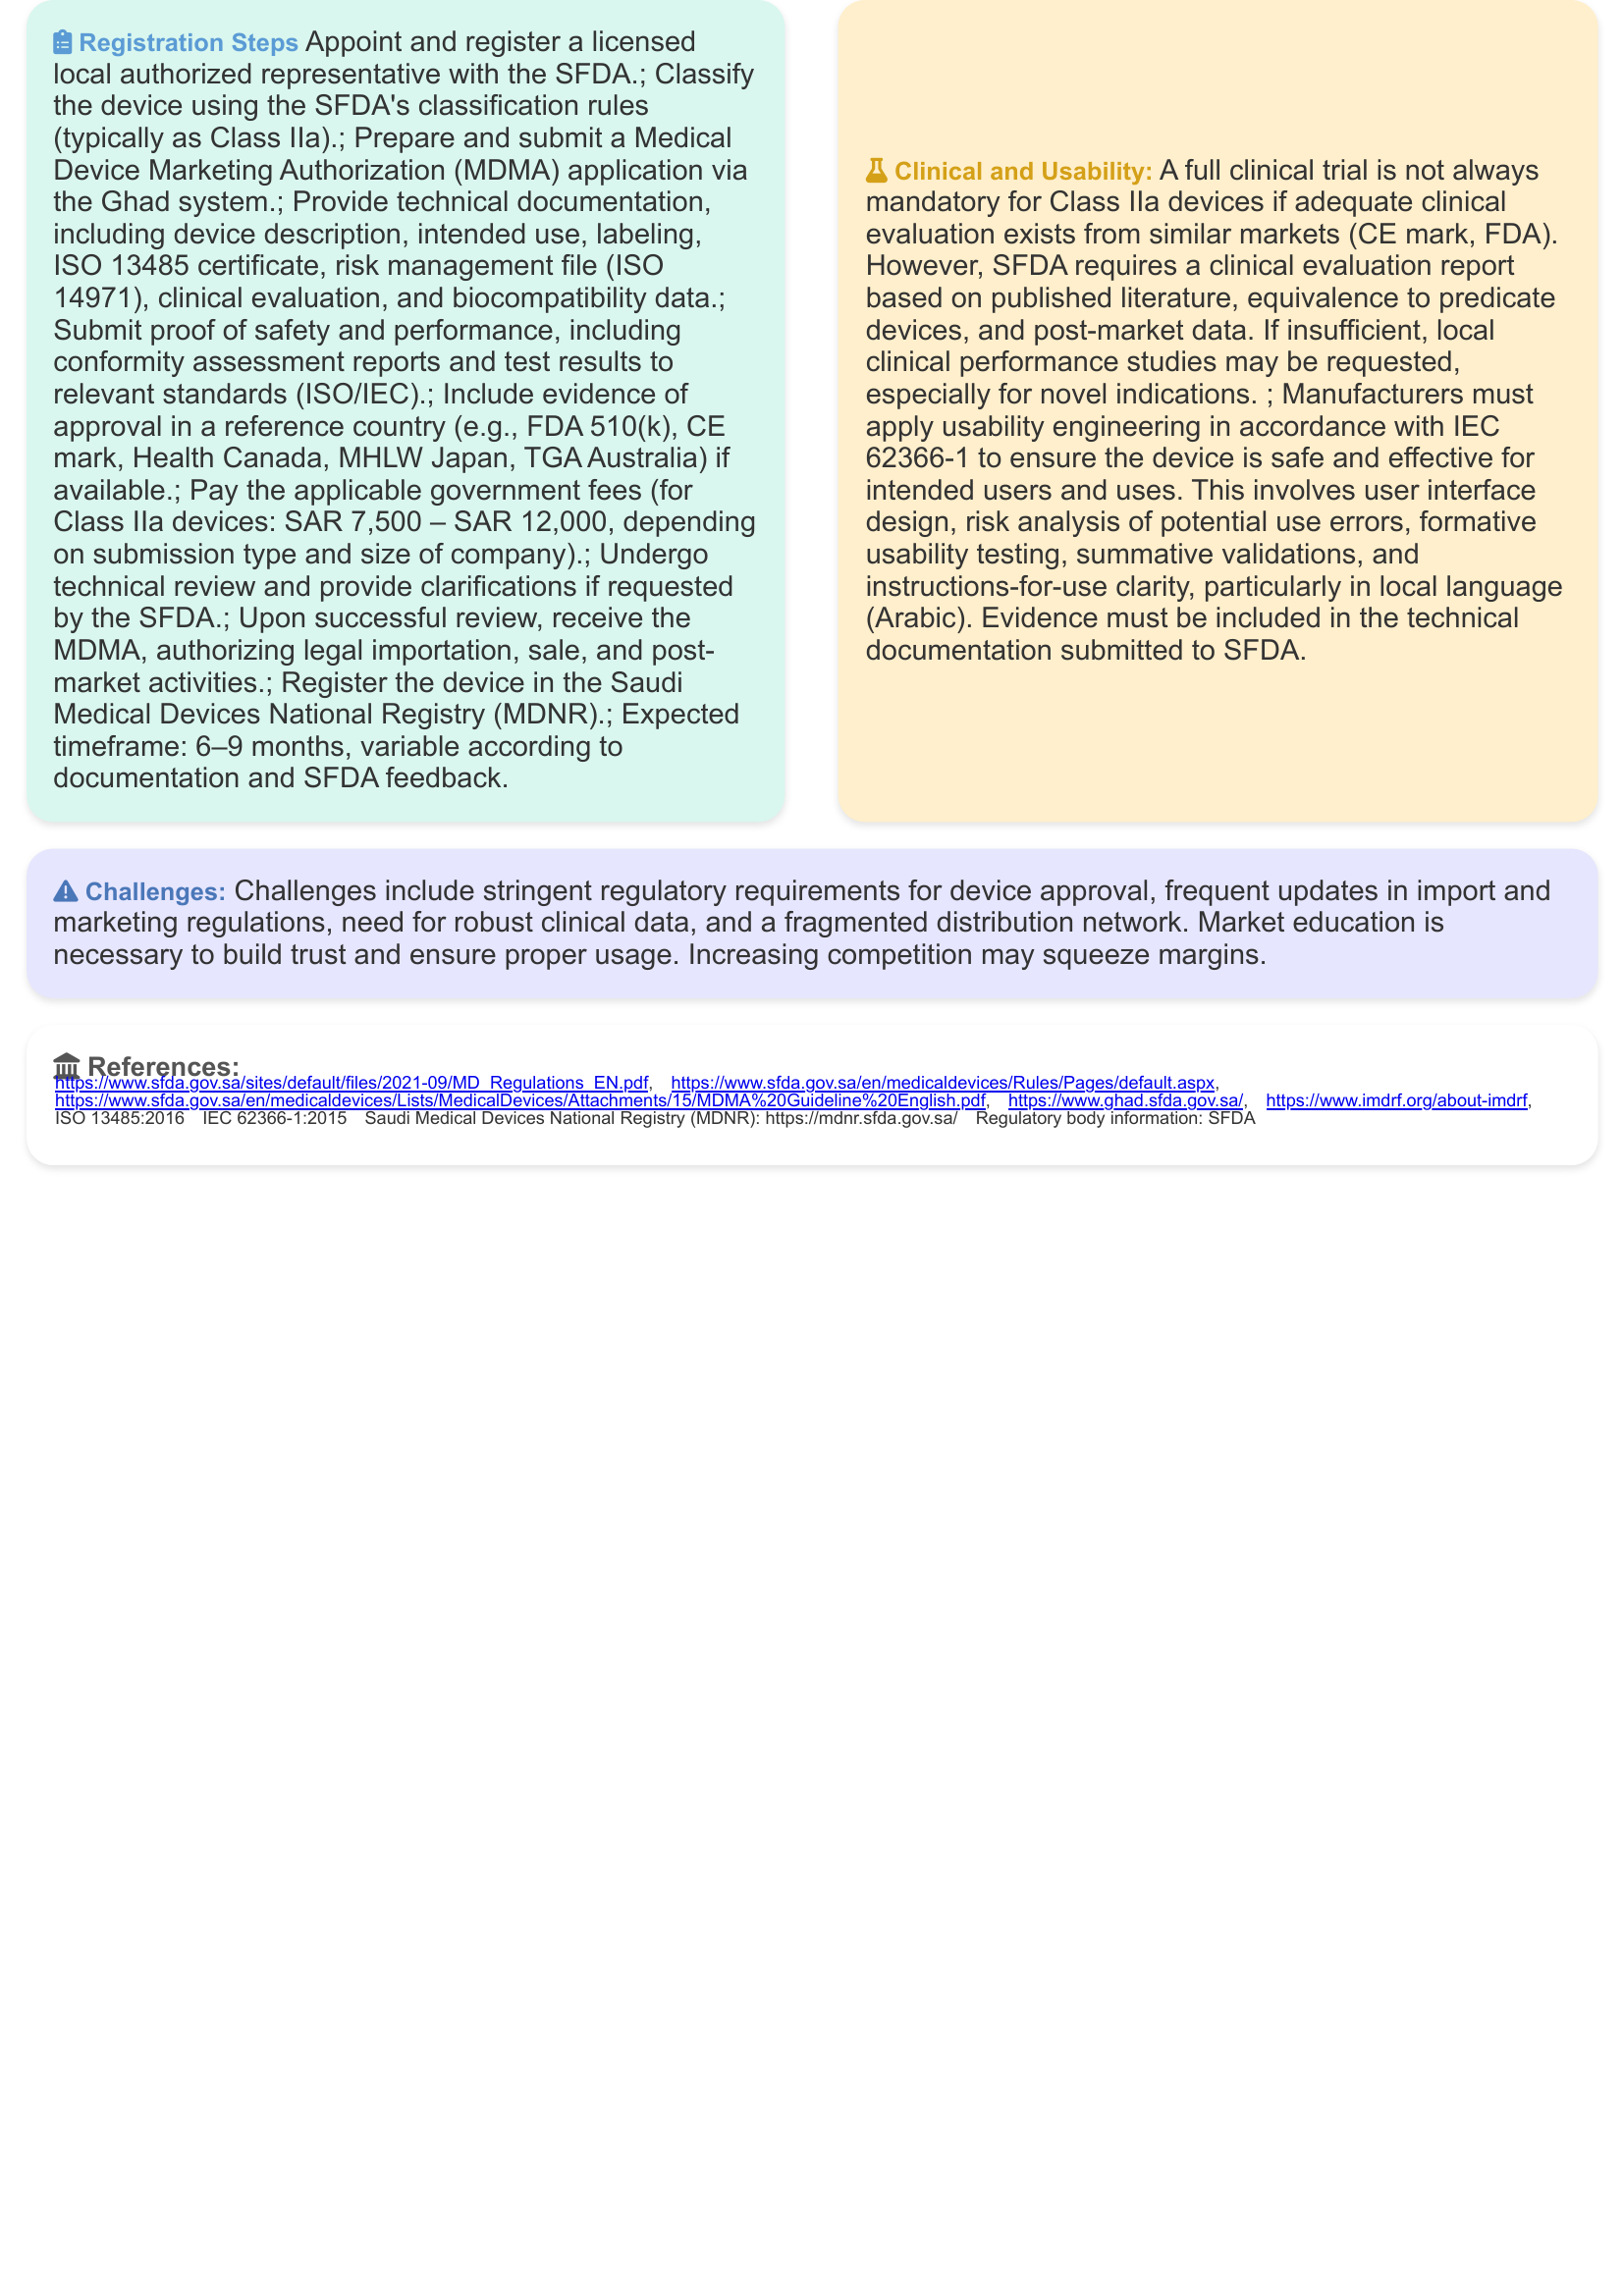 Registration Steps Appoint and register a licensed
local authorized representative with the SFDA.; Classify
the device using the SFDA's classification rules
(typically as Class IIa).; Prepare and submit a Medical
Device Marketing Authorization (MDMA) application via
the Ghad system.; Provide technical documentation,
including device description, intended use, labeling,
ISO 13485 certificate, risk management file (ISO
14971), clinical evaluation, and biocompatibility data.;
Submit proof of safety and performance, including
conformity assessment reports and test results to
relevant standards (ISO/IEC).; Include evidence of
approval in a reference country (e.g., FDA 510(k), CE
mark, Health Canada, MHLW Japan, TGA Australia) if
available.; Pay the applicable government fees (for
Class IIa devices: SAR 7,500 – SAR 12,000, depending
on submission type and size of company).; Undergo
technical review and provide clarifications if requested
by the SFDA.; Upon successful review, receive the
MDMA, authorizing legal importation, sale, and post-
market activities.; Register the device in the Saudi
Medical Devices National Registry (MDNR).; Expected
timeframe: 6–9 months, variable according to
documentation and SFDA feedback.
Clinical and Usability: A full clinical trial is not always
mandatory for Class IIa devices if adequate clinical
evaluation exists from similar markets (CE mark, FDA).
However, SFDA requires a clinical evaluation report
based on published literature, equivalence to predicate
devices, and post-market data. If insufficient, local
clinical performance studies may be requested,
especially for novel indications. ; Manufacturers must
apply usability engineering in accordance with IEC
62366-1 to ensure the device is safe and effective for
intended users and uses. This involves user interface
design, risk analysis of potential use errors, formative
usability testing, summative validations, and
instructions-for-use clarity, particularly in local language
(Arabic). Evidence must be included in the technical
documentation submitted to SFDA.
Challenges: Challenges include stringent regulatory requirements for device approval, frequent updates in import and
marketing regulations, need for robust clinical data, and a fragmented distribution network. Market education is
necessary to build trust and ensure proper usage. Increasing competition may squeeze margins.
References:
https://www.sfda.gov.sa/sites/default/files/2021-09/MD_Regulations_EN.pdf, https://www.sfda.gov.sa/en/medicaldevices/Rules/Pages/default.aspx,
https://www.sfda.gov.sa/en/medicaldevices/Lists/MedicalDevices/Attachments/15/MDMA%20Guideline%20English.pdf, https://www.ghad.sfda.gov.sa/, https://www.imdrf.org/about-imdrf,
ISO 13485:2016 IEC 62366-1:2015 Saudi Medical Devices National Registry (MDNR): https://mdnr.sfda.gov.sa/ Regulatory body information: SFDA